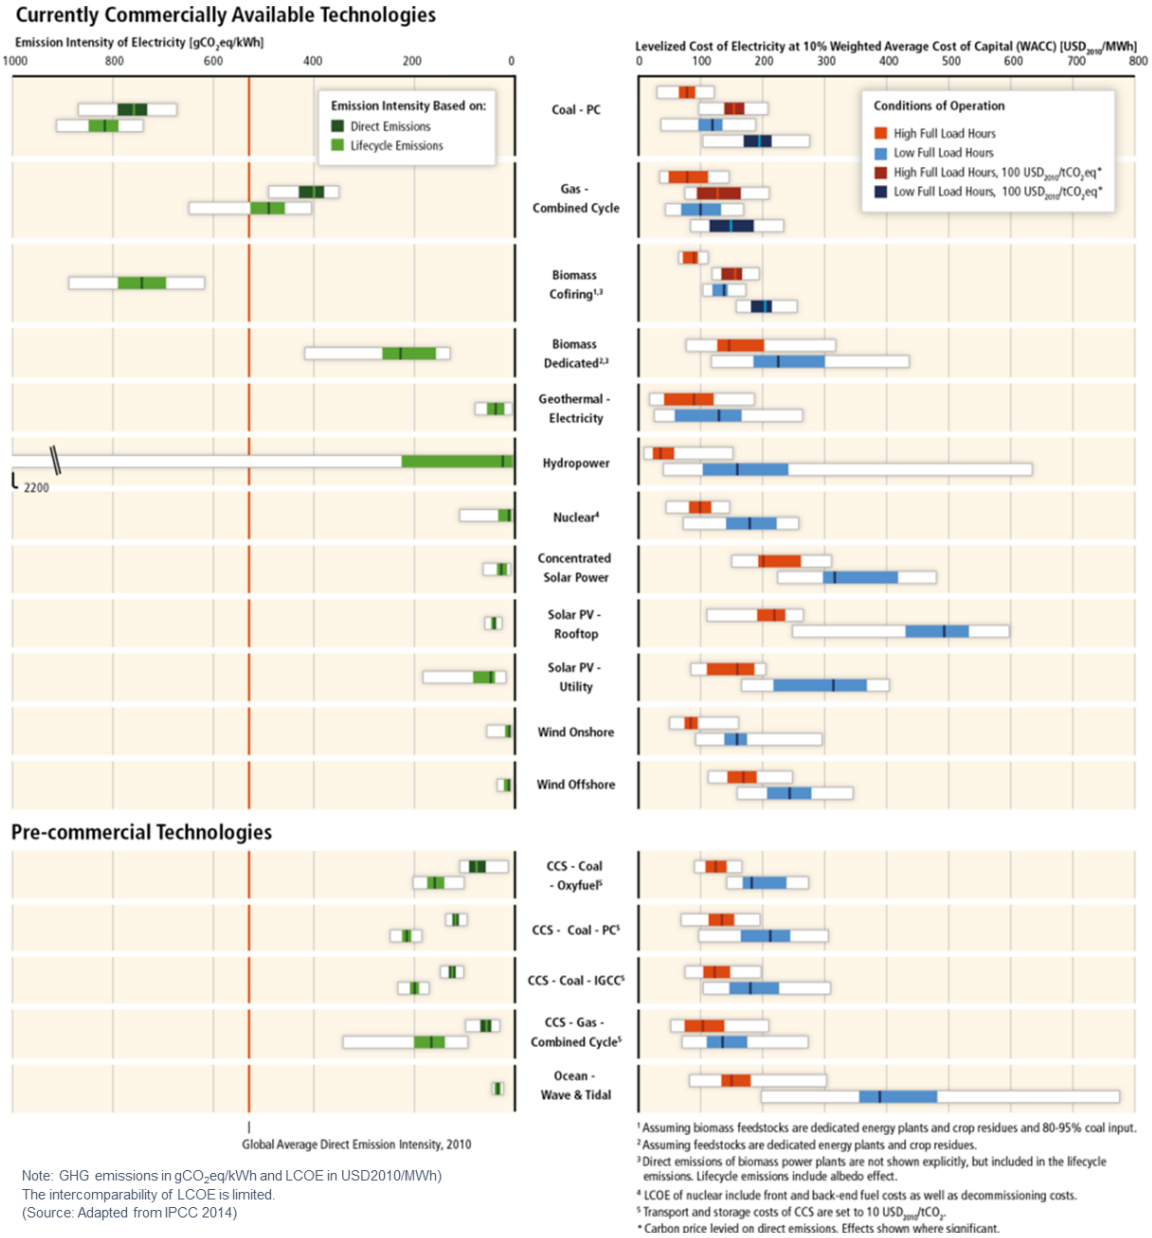 Currently Commercially Available Technologies
Emission Intensity of Electricity [gCO₂eq/kWh]
Levelized Cost of Electricity at 10% Weighted Average Cost of Capital (WACC) [USD₂₀₁₀/MWh]
1000 800 600 400 200 0
0 100 200 300 400 500 600 700 800
Emission Intensity Based on:
Direct Emissions
Lifecycle Emissions
Conditions of Operation
High Full Load Hours
Low Full Load Hours
High Full Load Hours, 100 USD₂₀₁₀/tCO₂eq*
Low Full Load Hours, 100 USD₂₀₁₀/tCO₂eq*
Coal - PC
Gas -
Combined Cycle
Biomass
Cofiring¹,³
Biomass
Dedicated²,³
Geothermal -
Electricity
Hydropower
2200
Nuclear⁴
Concentrated
Solar Power
Solar PV -
Rooftop
Solar PV -
Utility
Wind Onshore
Wind Offshore
Pre-commercial Technologies
CCS - Coal
- Oxyfuel⁵
CCS - Coal - PC⁵
CCS - Coal - IGCC⁵
CCS - Gas -
Combined Cycle⁵
Ocean -
Wave & Tidal
Global Average Direct Emission Intensity, 2010
Note: GHG emissions in gCO₂eq/kWh and LCOE in USD2010/MWh)
The intercomparability of LCOE is limited.
(Source: Adapted from IPCC 2014)
¹ Assuming biomass feedstocks are dedicated energy plants and crop residues and 80-95% coal input.
² Assuming feedstocks are dedicated energy plants and crop residues.
³ Direct emissions of biomass power plants are not shown explicitly, but included in the lifecycle
emissions. Lifecycle emissions include albedo effect.
⁴ LCOE of nuclear include front and back-end fuel costs as well as decommissioning costs.
⁵ Transport and storage costs of CCS are set to 10 USD₂₀₁₀/tCO₂.
* Carbon price levied on direct emissions. Effects shown where significant.